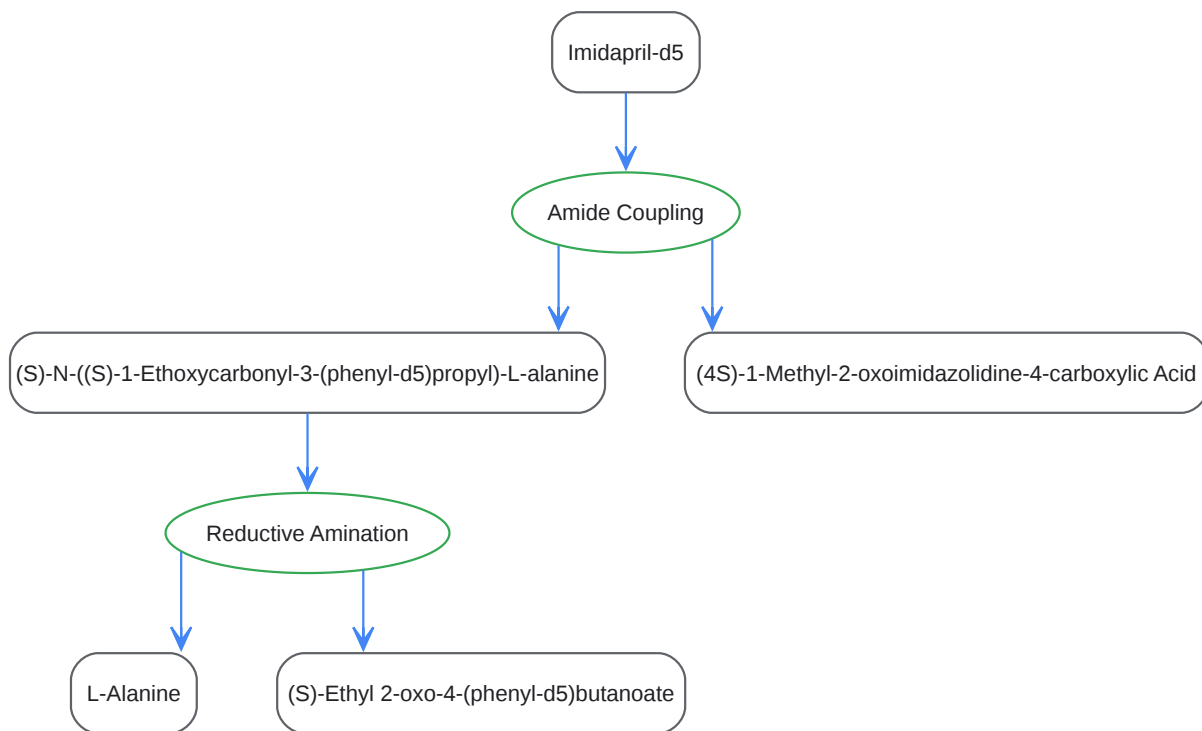 Imidapril-d5
Amide Coupling
(S)-N-((S)-1-Ethoxycarbonyl-3-(phenyl-d5)propyl)-L-alanine
(4S)-1-Methyl-2-oxoimidazolidine-4-carboxylic Acid
Reductive Amination
L-Alanine
(S)-Ethyl 2-oxo-4-(phenyl-d5)butanoate